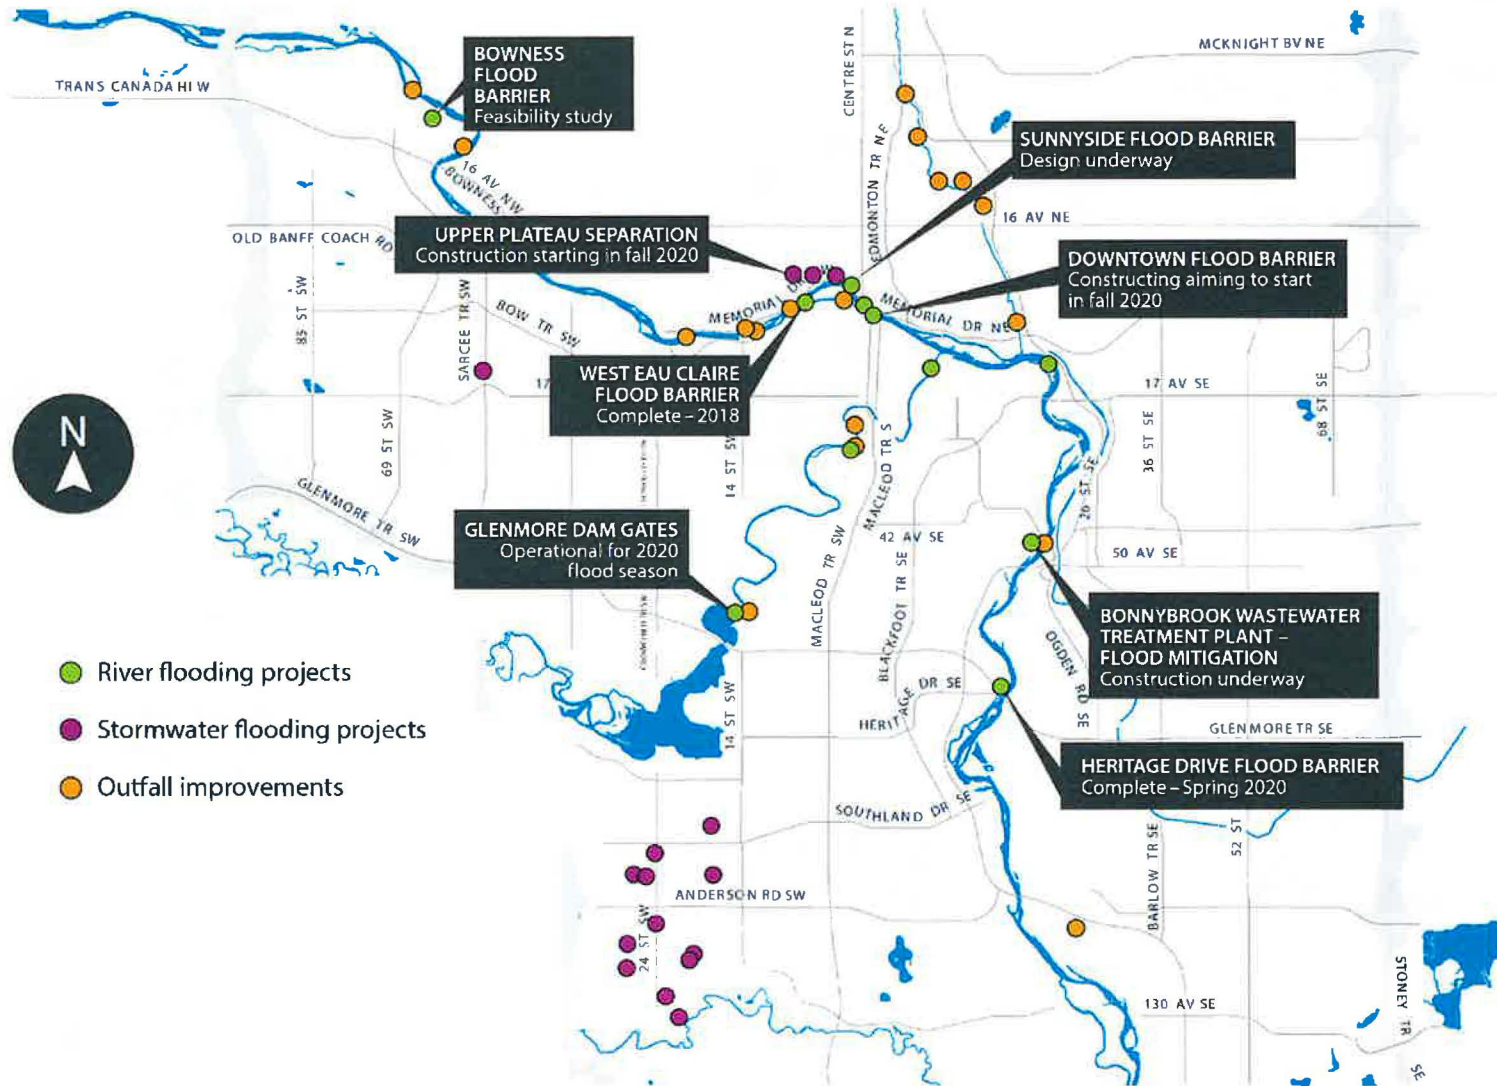 BOWNESS
FLOOD
BARRIER
Feasibility study
MCKNIGHT BV NE
TRANS CANADA HI W
CENTRE ST N
SUNNYSIDE FLOOD BARRIER
Design underway
EDMONTON TR NE
16 AV NW
BOWNESS
16 AV NE
OLD BANFF COACH RD
UPPER PLATEAU SEPARATION
Construction starting in fall 2020
DOWNTOWN FLOOD BARRIER
Constructing aiming to start
in fall 2020
85 ST SW
SARCEE TR SW
BOW TR SW
MEMORIAL DR
W
MEMORIAL DR NE
WEST EAU CLAIRE
FLOOD BARRIER
Complete – 2018
17
17 AV SE
68 ST SE
36 ST SE
N
69 ST SW
14 ST SW
MACLEOD TR S
26 ST SE
GLENMORE TR SW
GLENMORE DAM GATES
Operational for 2020
flood season
42 AV SE
50 AV SE
MACLEOD TR SW
BLACKFOOT TR SE
BONNYBROOK WASTEWATER
TREATMENT PLANT –
FLOOD MITIGATION
Construction underway
OGDEN RD SE
River flooding projects
Stormwater flooding projects
Outfall improvements
14 ST SW
HERITAGE DR SE
GLENMORE TR SE
HERITAGE DRIVE FLOOD BARRIER
Complete – Spring 2020
SOUTHLAND DR SE
52 ST
BARLOW TR SE
ANDERSON RD SW
24 ST SW
130 AV SE
STONEY TR
SE